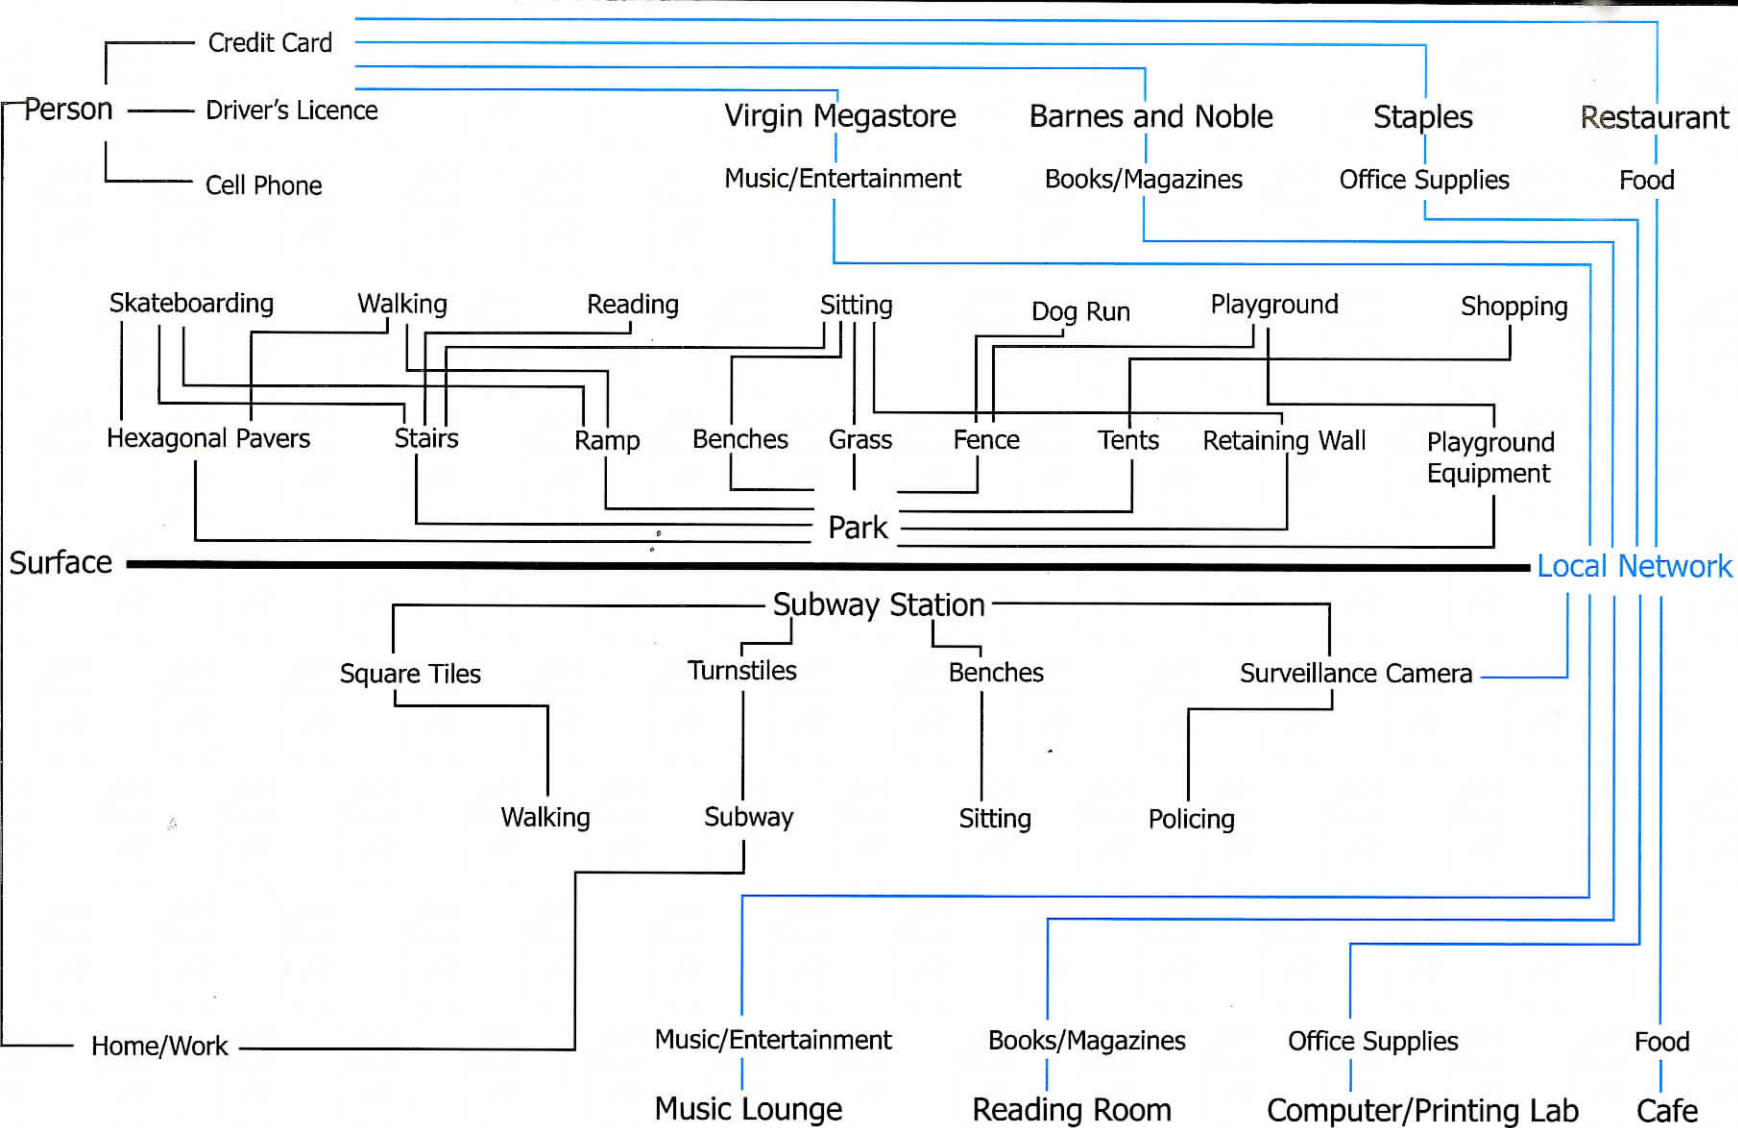 Credit Card
Person
Driver's Licence
Cell Phone
Virgin Megastore
Barnes and Noble
Staples
Restaurant
Music/Entertainment
Books/Magazines
Office Supplies
Food
Skateboarding
Walking
Reading
Sitting
Dog Run
Playground
Shopping
Hexagonal Pavers
Stairs
Ramp
Benches
Grass
Fence
Tents
Retaining Wall
Playground
Equipment
Park
Surface
Local Network
Subway Station
Square Tiles
Turnstiles
Benches
Surveillance Camera
Walking
Subway
Sitting
Policing
Home/Work
Music/Entertainment
Books/Magazines
Office Supplies
Food
Music Lounge
Reading Room
Computer/Printing Lab
Cafe